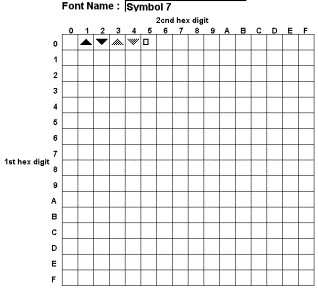 Font Name : Symbol 7
2cnd hex digit
0 1 2 3 4 5 6 7 8 9 A B C D E F
0
1
2
3
4
5
6
7
1st hex digit
8
9
A
B
C
D
E
F